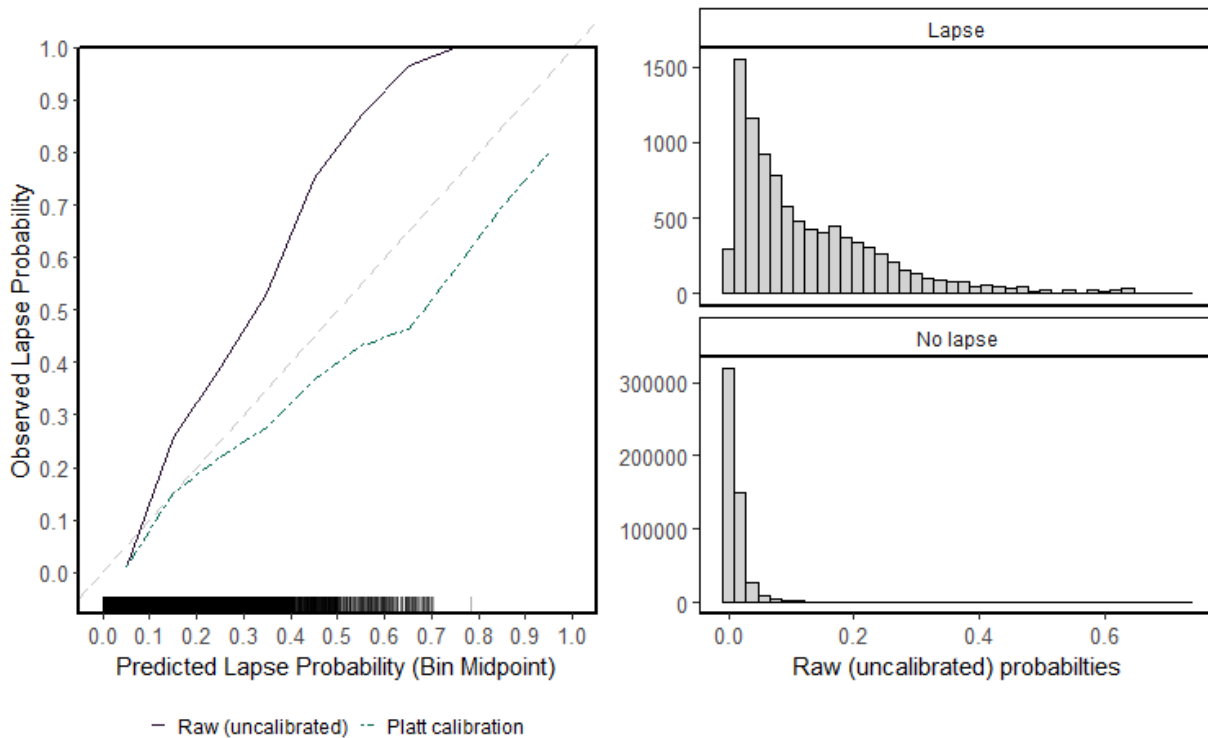 Observed Lapse Probability
1.0
0.9
0.8
0.7
0.6
0.5
0.4
0.3
0.2
0.1
0.0
0.0 0.1 0.2 0.3 0.4 0.5 0.6 0.7 0.8 0.9 1.0
Predicted Lapse Probability (Bin Midpoint)
Raw (uncalibrated) Platt calibration
Lapse
1500
1000
500
0
No lapse
300000
200000
100000
0
0.0 0.2 0.4 0.6
Raw (uncalibrated) probabilties